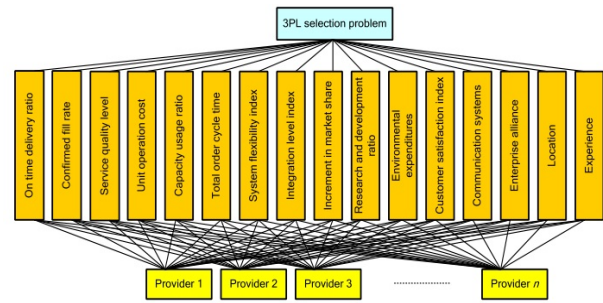 3PL selection problem
On time delivery ratio
Confirmed fill rate
Service quality level
Unit operation cost
Capacity usage ratio
Total order cycle time
System flexibility index
Integration level index
Increment in market share
Research and development
ratio
Environmental
expenditures
Customer satisfaction index
Communication systems
Enterprise alliance
Location
Experience
Provider 1
Provider 2
Provider 3
....................
Provider n